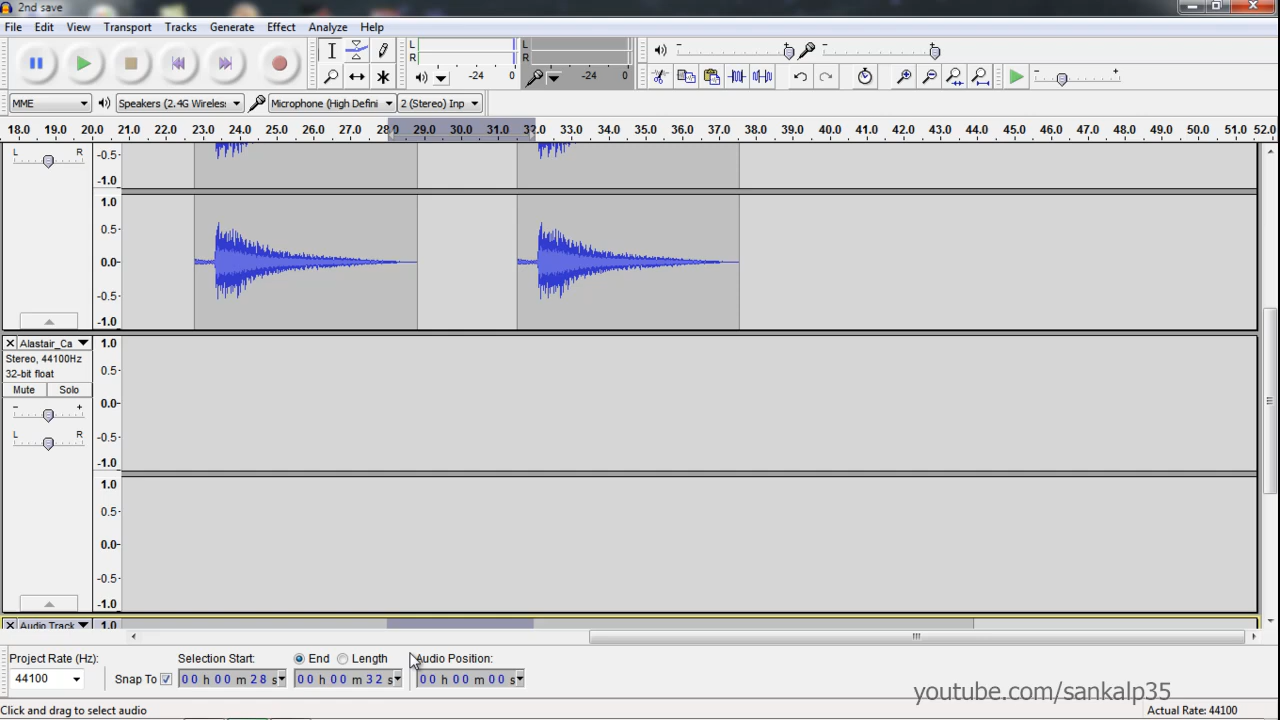 2nd save
File Edit View Transport Tracks Generate Effect Analyze Help
L R -24 0 L R -24 0
MME Speakers (2.4G Wireles: Microphone (High Defini 2 (Stereo) Inp
18.0 19.0 20.0 21.0 22.0 23.0 24.0 25.0 26.0 27.0 28.0 29.0 30.0 31.0 32.0 33.0 34.0 35.0 36.0 37.0 38.0 39.0 40.0 41.0 42.0 43.0 44.0 45.0 46.0 47.0 48.0 49.0 50.0 51.0 52.0
L R -0.5
-1.0
1.0
0.5
0.0
-0.5
-1.0
Alastair_Ca 1.0
Stereo, 44100Hz
32-bit float 0.5
Mute Solo
- + 0.0
L R -0.5
-1.0
1.0
0.5
0.0
-0.5
-1.0
Audio Track 1.0
Project Rate (Hz): Selection Start: End Length Audio Position:
44100 Snap To 00 h 00 m 28 s 00 h 00 m 32 s 00 h 00 m 00 s
youtube.com/sankalp35
Click and drag to select audio Actual Rate: 44100